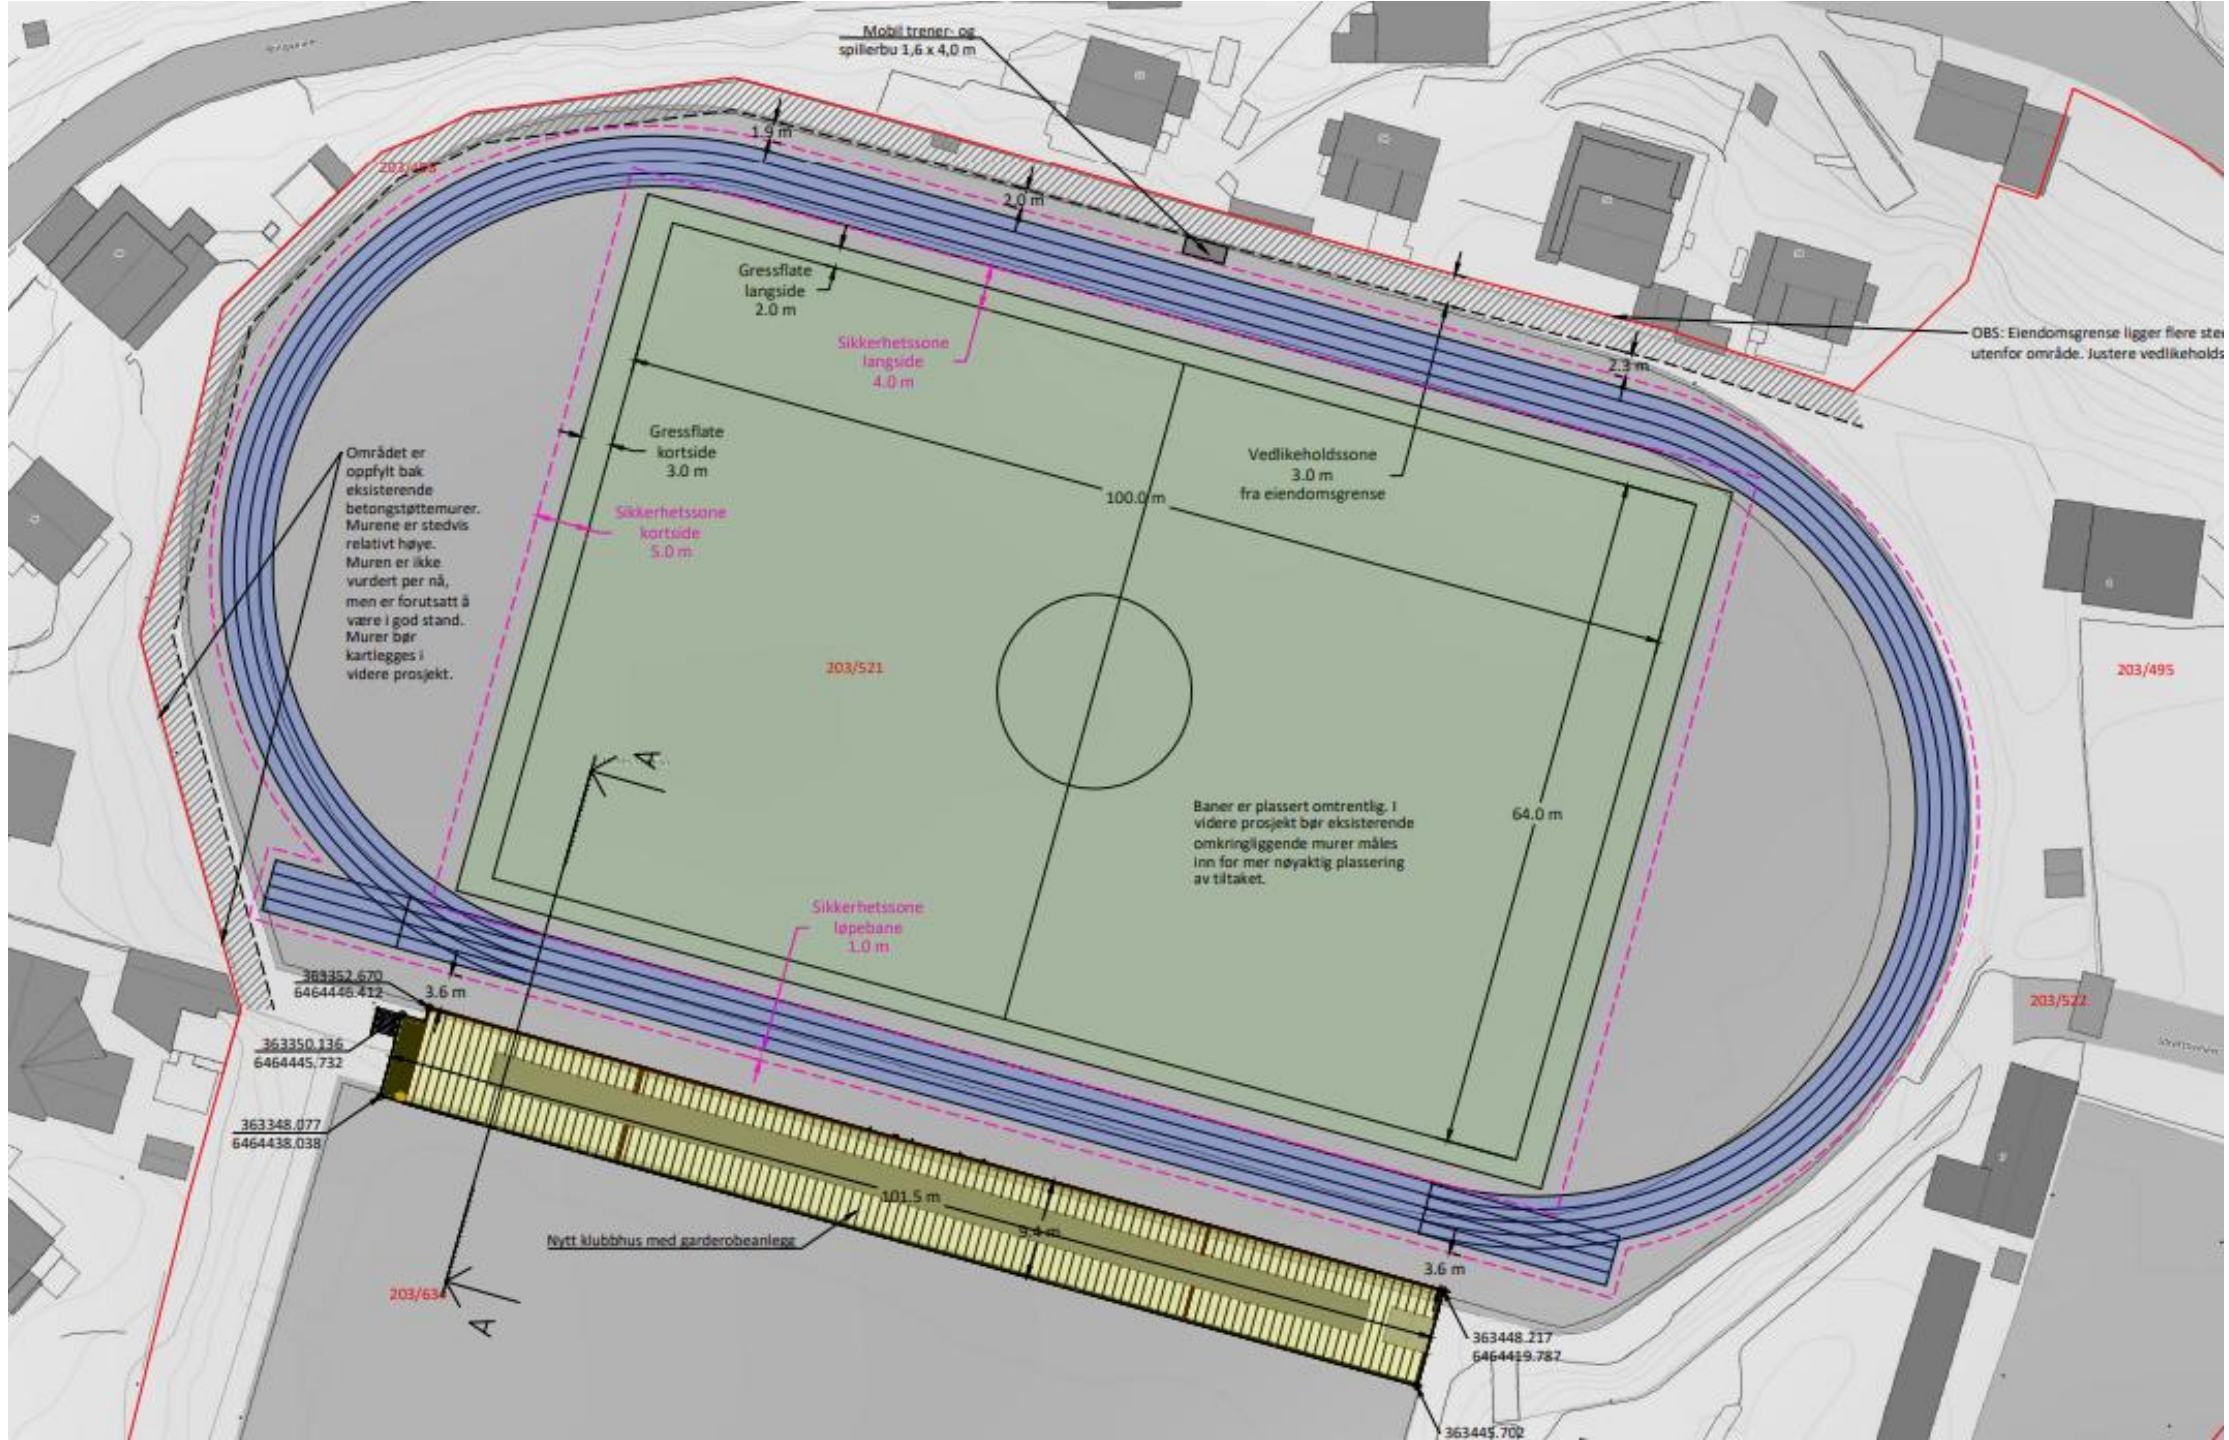 Mobil trener- og
spillerbu 1,6 x 4,0 m
1.9 m
203/498
2.0 m
Gressflate
langside
2.0 m
Sikkerhetssone
langside
4.0 m
OBS: Eiendomsgrense ligger flere ste
utenfor område. Justere vedlikeholds
2.3 m
Gressflate
kortside
3.0 m
Vedlikeholdssone
3.0 m
fra eiendomsgrense
100.0 m
Området er
oppfylt bak
eksisterende
betongstøttemurer.
Murene er stedvis
relativt høye.
Muren er ikke
vurdert per nå,
men er forutsatt å
være i god stand.
Murer bør
kartlegges i
videre prosjekt.
Sikkerhetssone
kortside
5.0 m
203/521
203/495
A
Baner er plassert omtrentlig. I
videre prosjekt bør eksisterende
omkringliggende murer måles
inn for mer nøyaktig plassering
av tiltaket.
64.0 m
Sikkerhetssone
løpebane
1.0 m
363352.670
6464446.412
3.6 m
203/522
363350.136
6464445.732
363348.077
6464438.038
101.5 m
9.4 m
Nytt klubbhus med garderobeanlegg
3.6 m
203/634
A
363448.217
6464419.787
363445.702